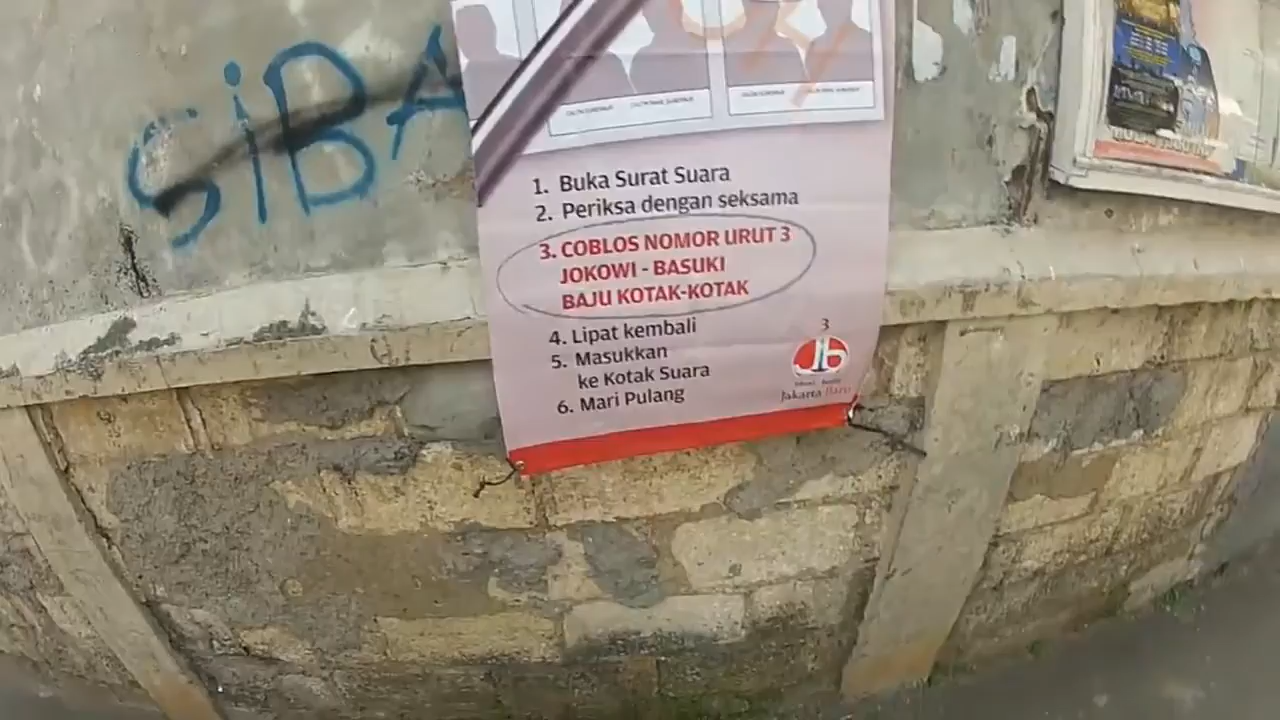 SiBA
1. Buka Surat Suara
2. Periksa dengan seksama
3. COBLOS NOMOR URUT 3
JOKOWI - BASUKI
BAJU KOTAK-KOTAK
4. Lipat kembali
5. Masukkan
ke Kotak Suara
6. Mari Pulang
3
Jb
Jakarta Baru